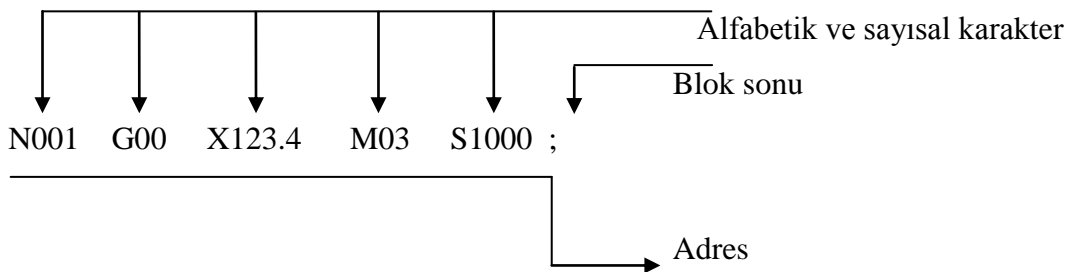 Alfabetik ve sayısal karakter
Blok sonu
N001 G00 X123.4 M03 S1000 ;
Adres